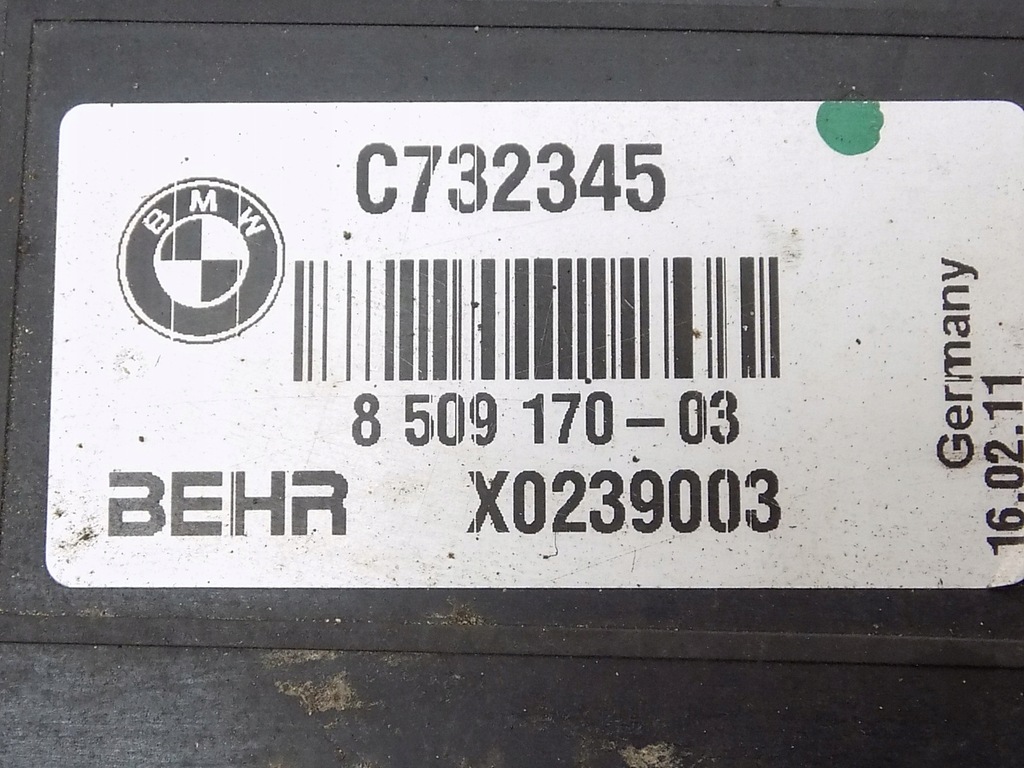 C732345
BMW
8 509 170-03
BEHR X0239003
Germany
16.02.11